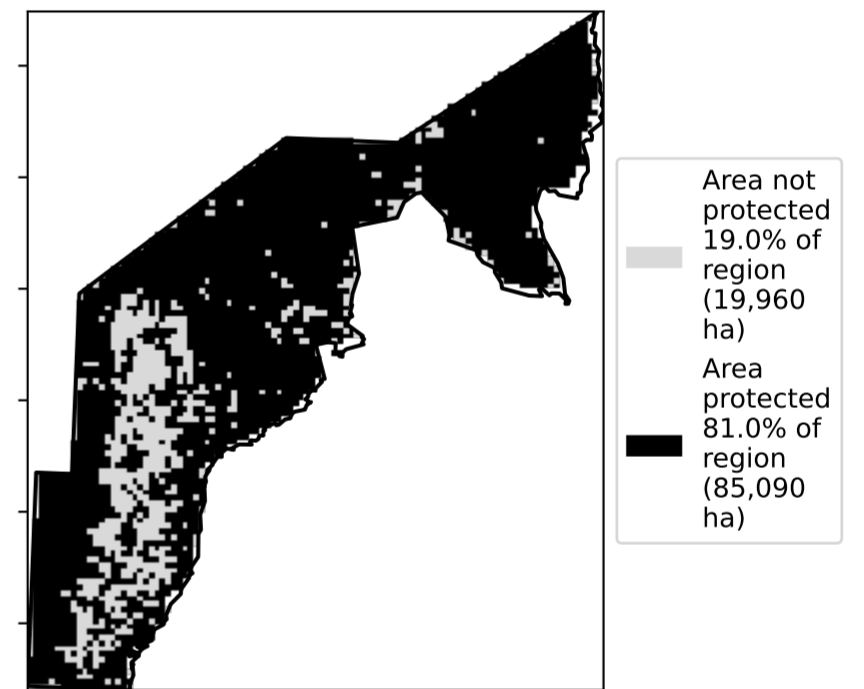 Area not
protected
19.0% of
region
(19,960
ha)
Area
protected
81.0% of
region
(85,090
ha)